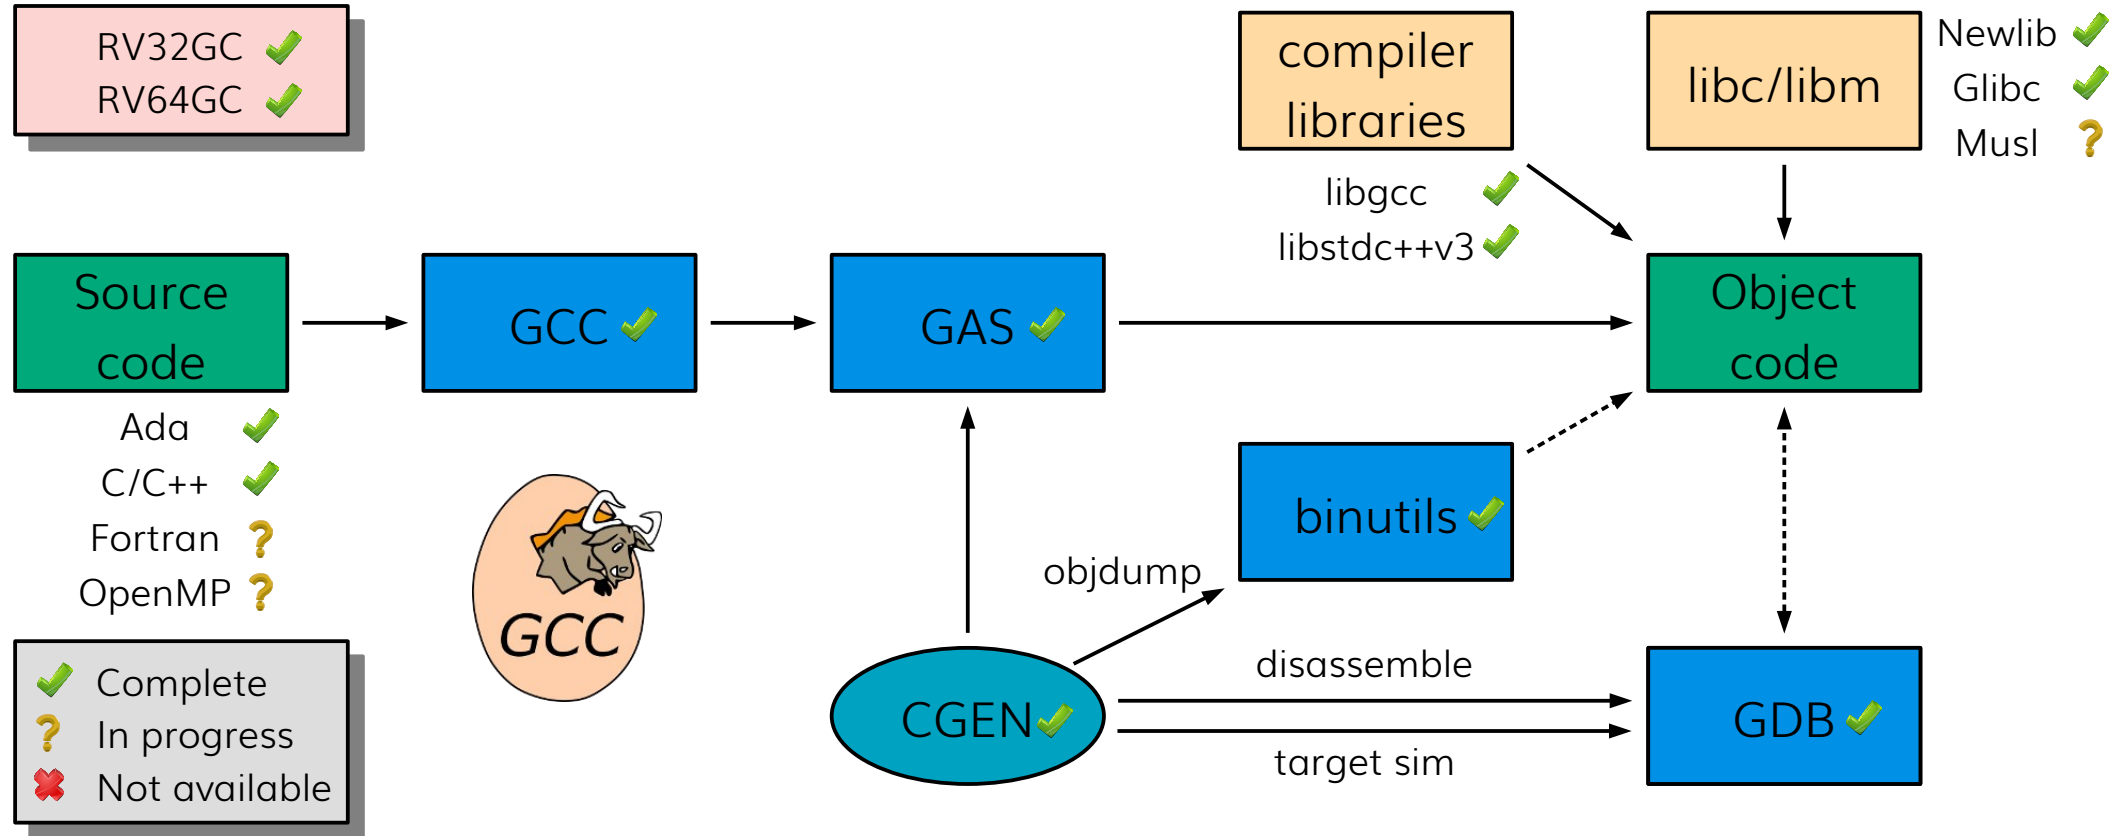 RV32GC
RV64GC
compiler
libraries
libgcc
libstdc++v3
libc/libm
Newlib
Glibc
Musl
Source
code
Ada
C/C++
Fortran
OpenMP
GCC
GAS
Object
code
GCC
binutils
objdump
CGEN
disassemble
target sim
GDB
Complete
In progress
Not available